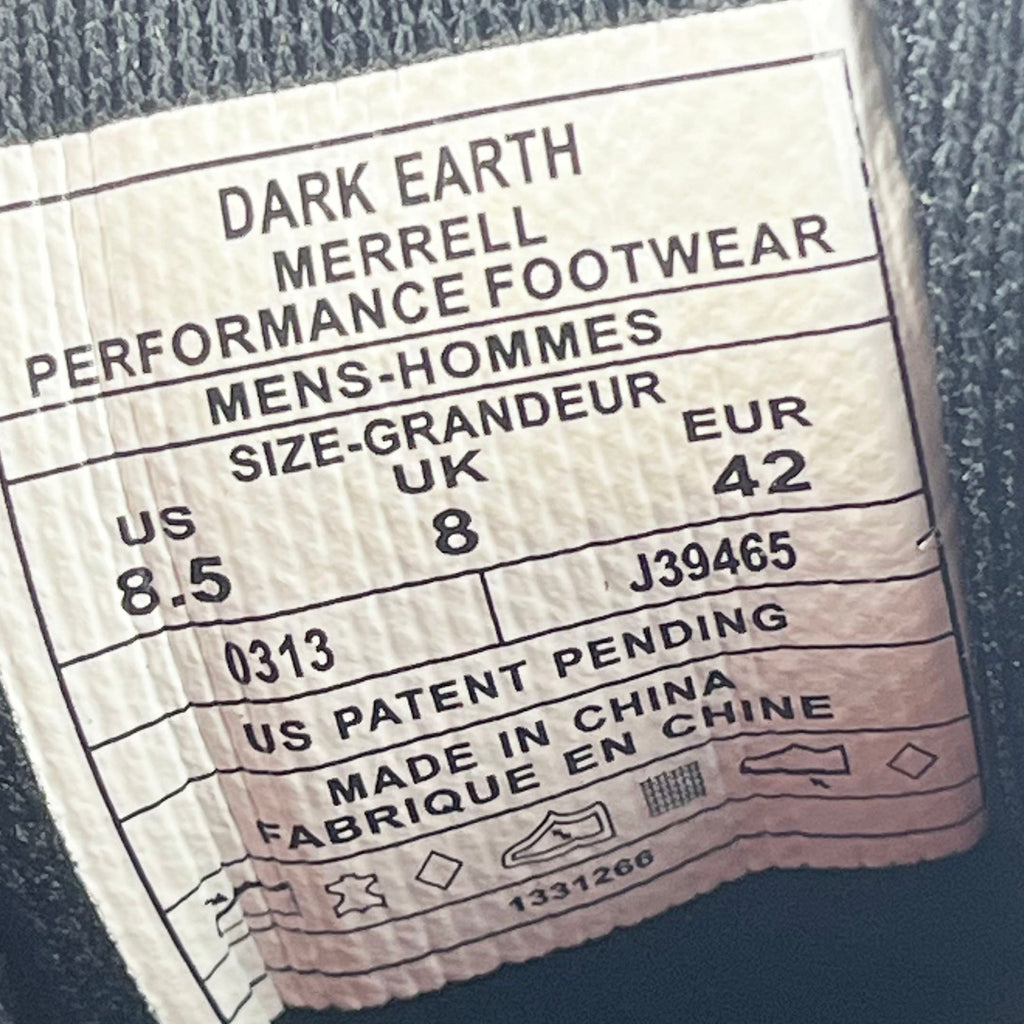 DARK EARTH
MERRELL
PERFORMANCE FOOTWEAR
MENS-HOMMES
SIZE-GRANDEUR
US UK EUR
8.5 8 42
0313 J39465
US PATENT PENDING
MADE IN CHINA
FABRIQUE EN CHINE
1331266